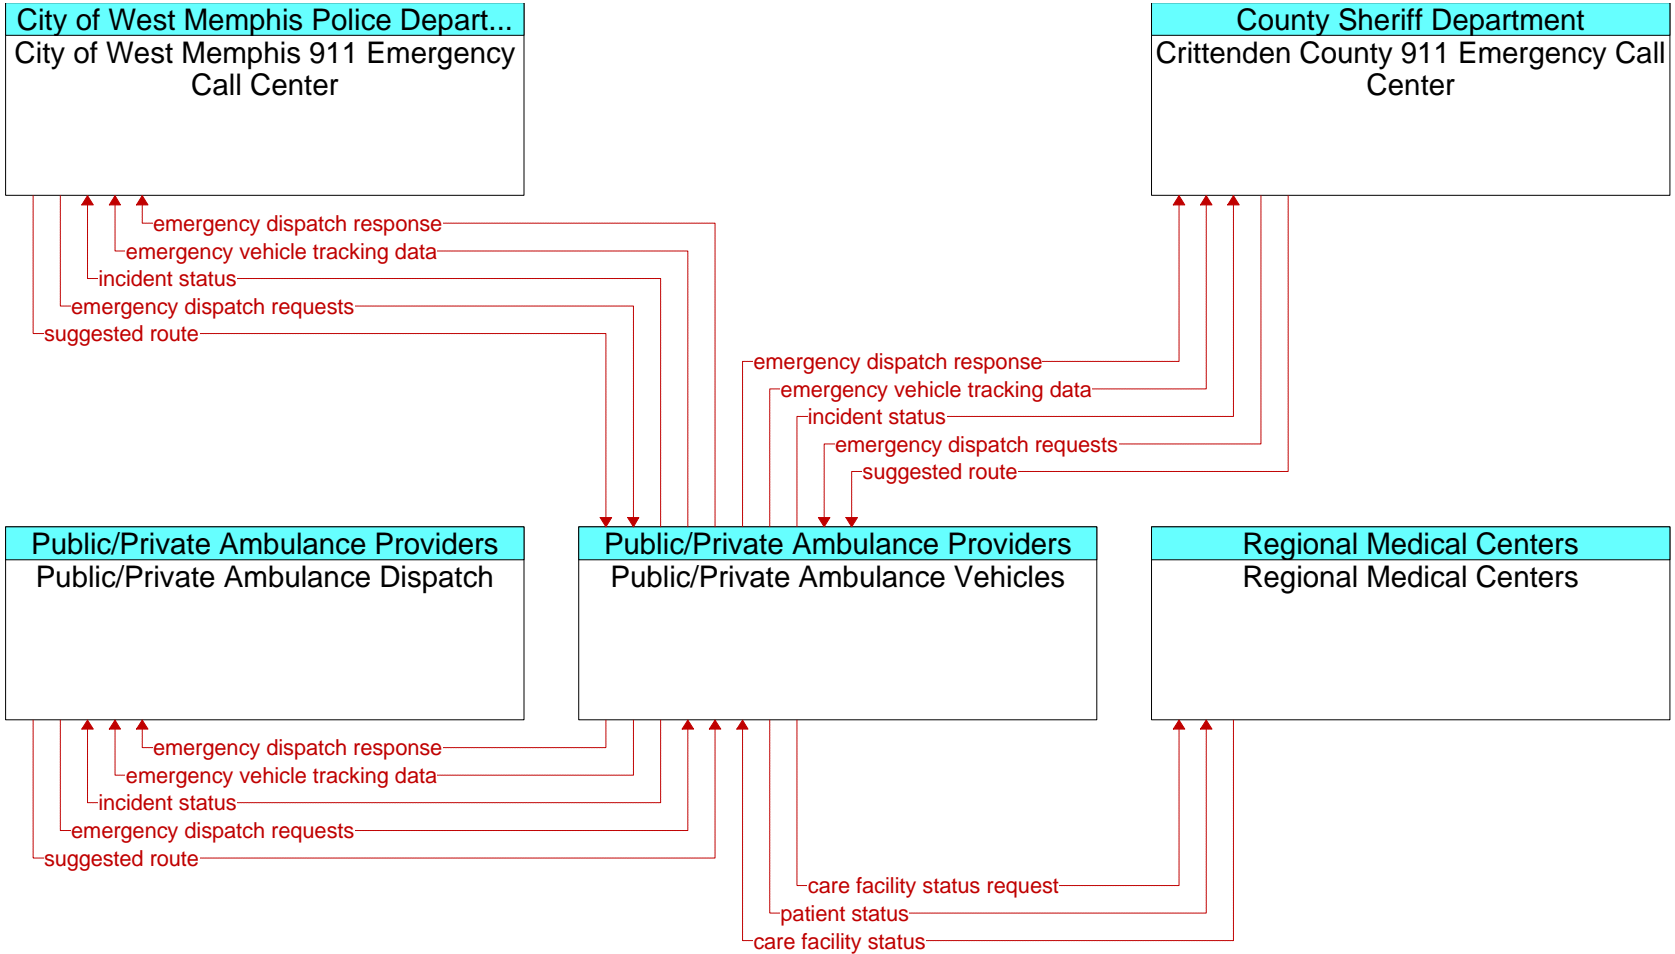 City of West Memphis Police Depart...
City of West Memphis 911 Emergency
Call Center
County Sheriff Department
Crittenden County 911 Emergency Call
Center
emergency dispatch response
emergency vehicle tracking data
incident status
emergency dispatch requests
suggested route
emergency dispatch response
emergency vehicle tracking data
incident status
emergency dispatch requests
suggested route
Public/Private Ambulance Providers
Public/Private Ambulance Dispatch
Public/Private Ambulance Providers
Public/Private Ambulance Vehicles
Regional Medical Centers
Regional Medical Centers
emergency dispatch response
emergency vehicle tracking data
incident status
emergency dispatch requests
suggested route
care facility status request
patient status
care facility status